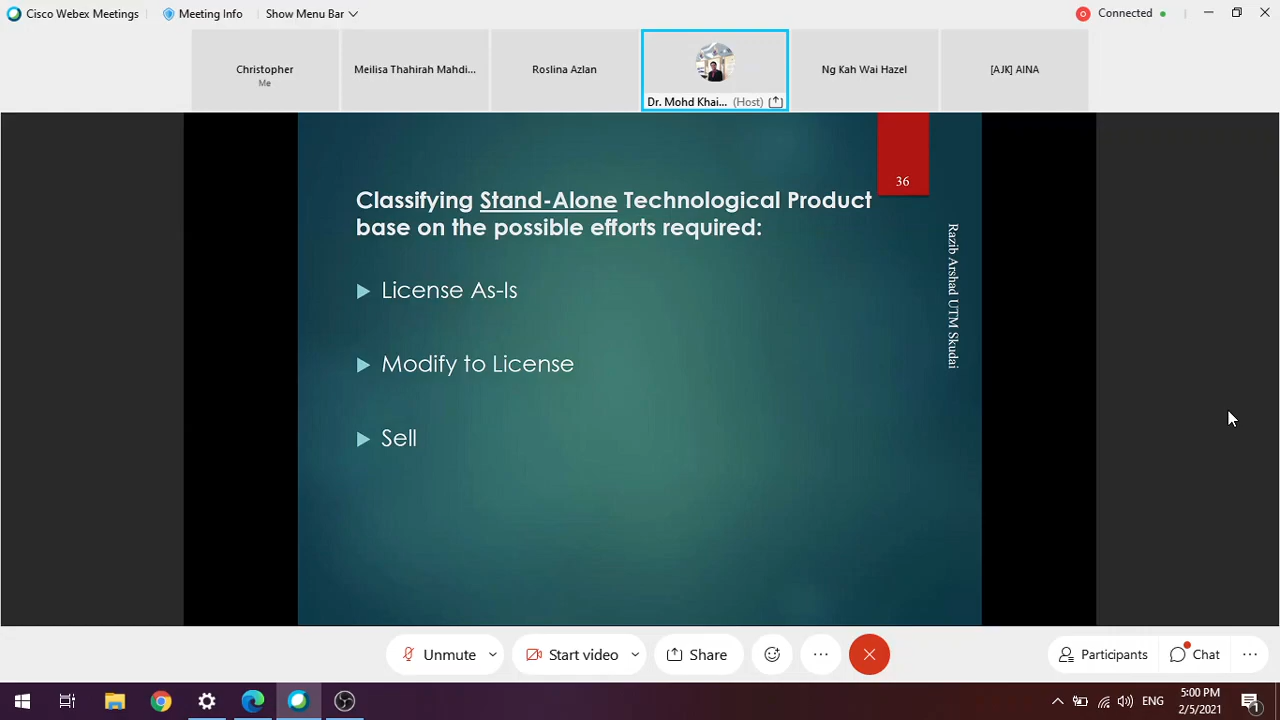 Cisco Webex Meetings
Meeting Info
Show Menu Bar
Connected
Christopher
Me
Meilisa Thahirah Mahdi...
Roslina Azlan
Dr. Mohd Khai... (Host)
Ng Kah Wai Hazel
[AJK] AINA
36
Classifying Stand-Alone Technological Product
base on the possible efforts required:
License As-Is
Modify to License
Sell
Razib Arshad UTM Skudai
Unmute
Start video
Share
...
Participants
Chat
...
ENG
5:00 PM
2/5/2021
1